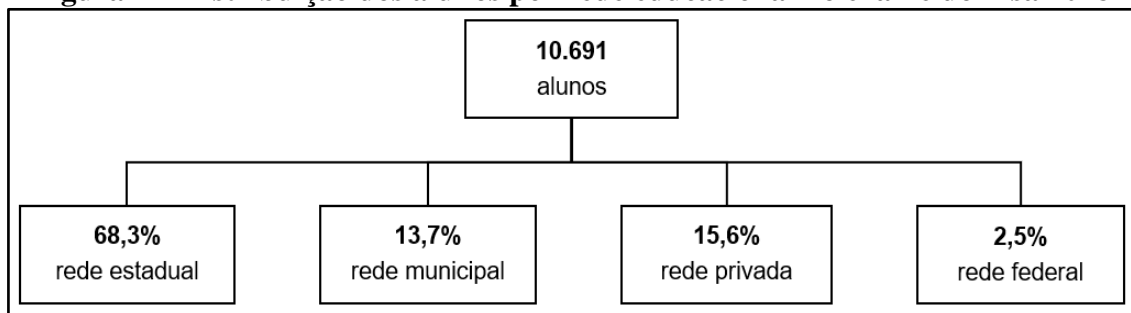 10.691
alunos
68,3%
rede estadual
13,7%
rede municipal
15,6%
rede privada
2,5%
rede federal